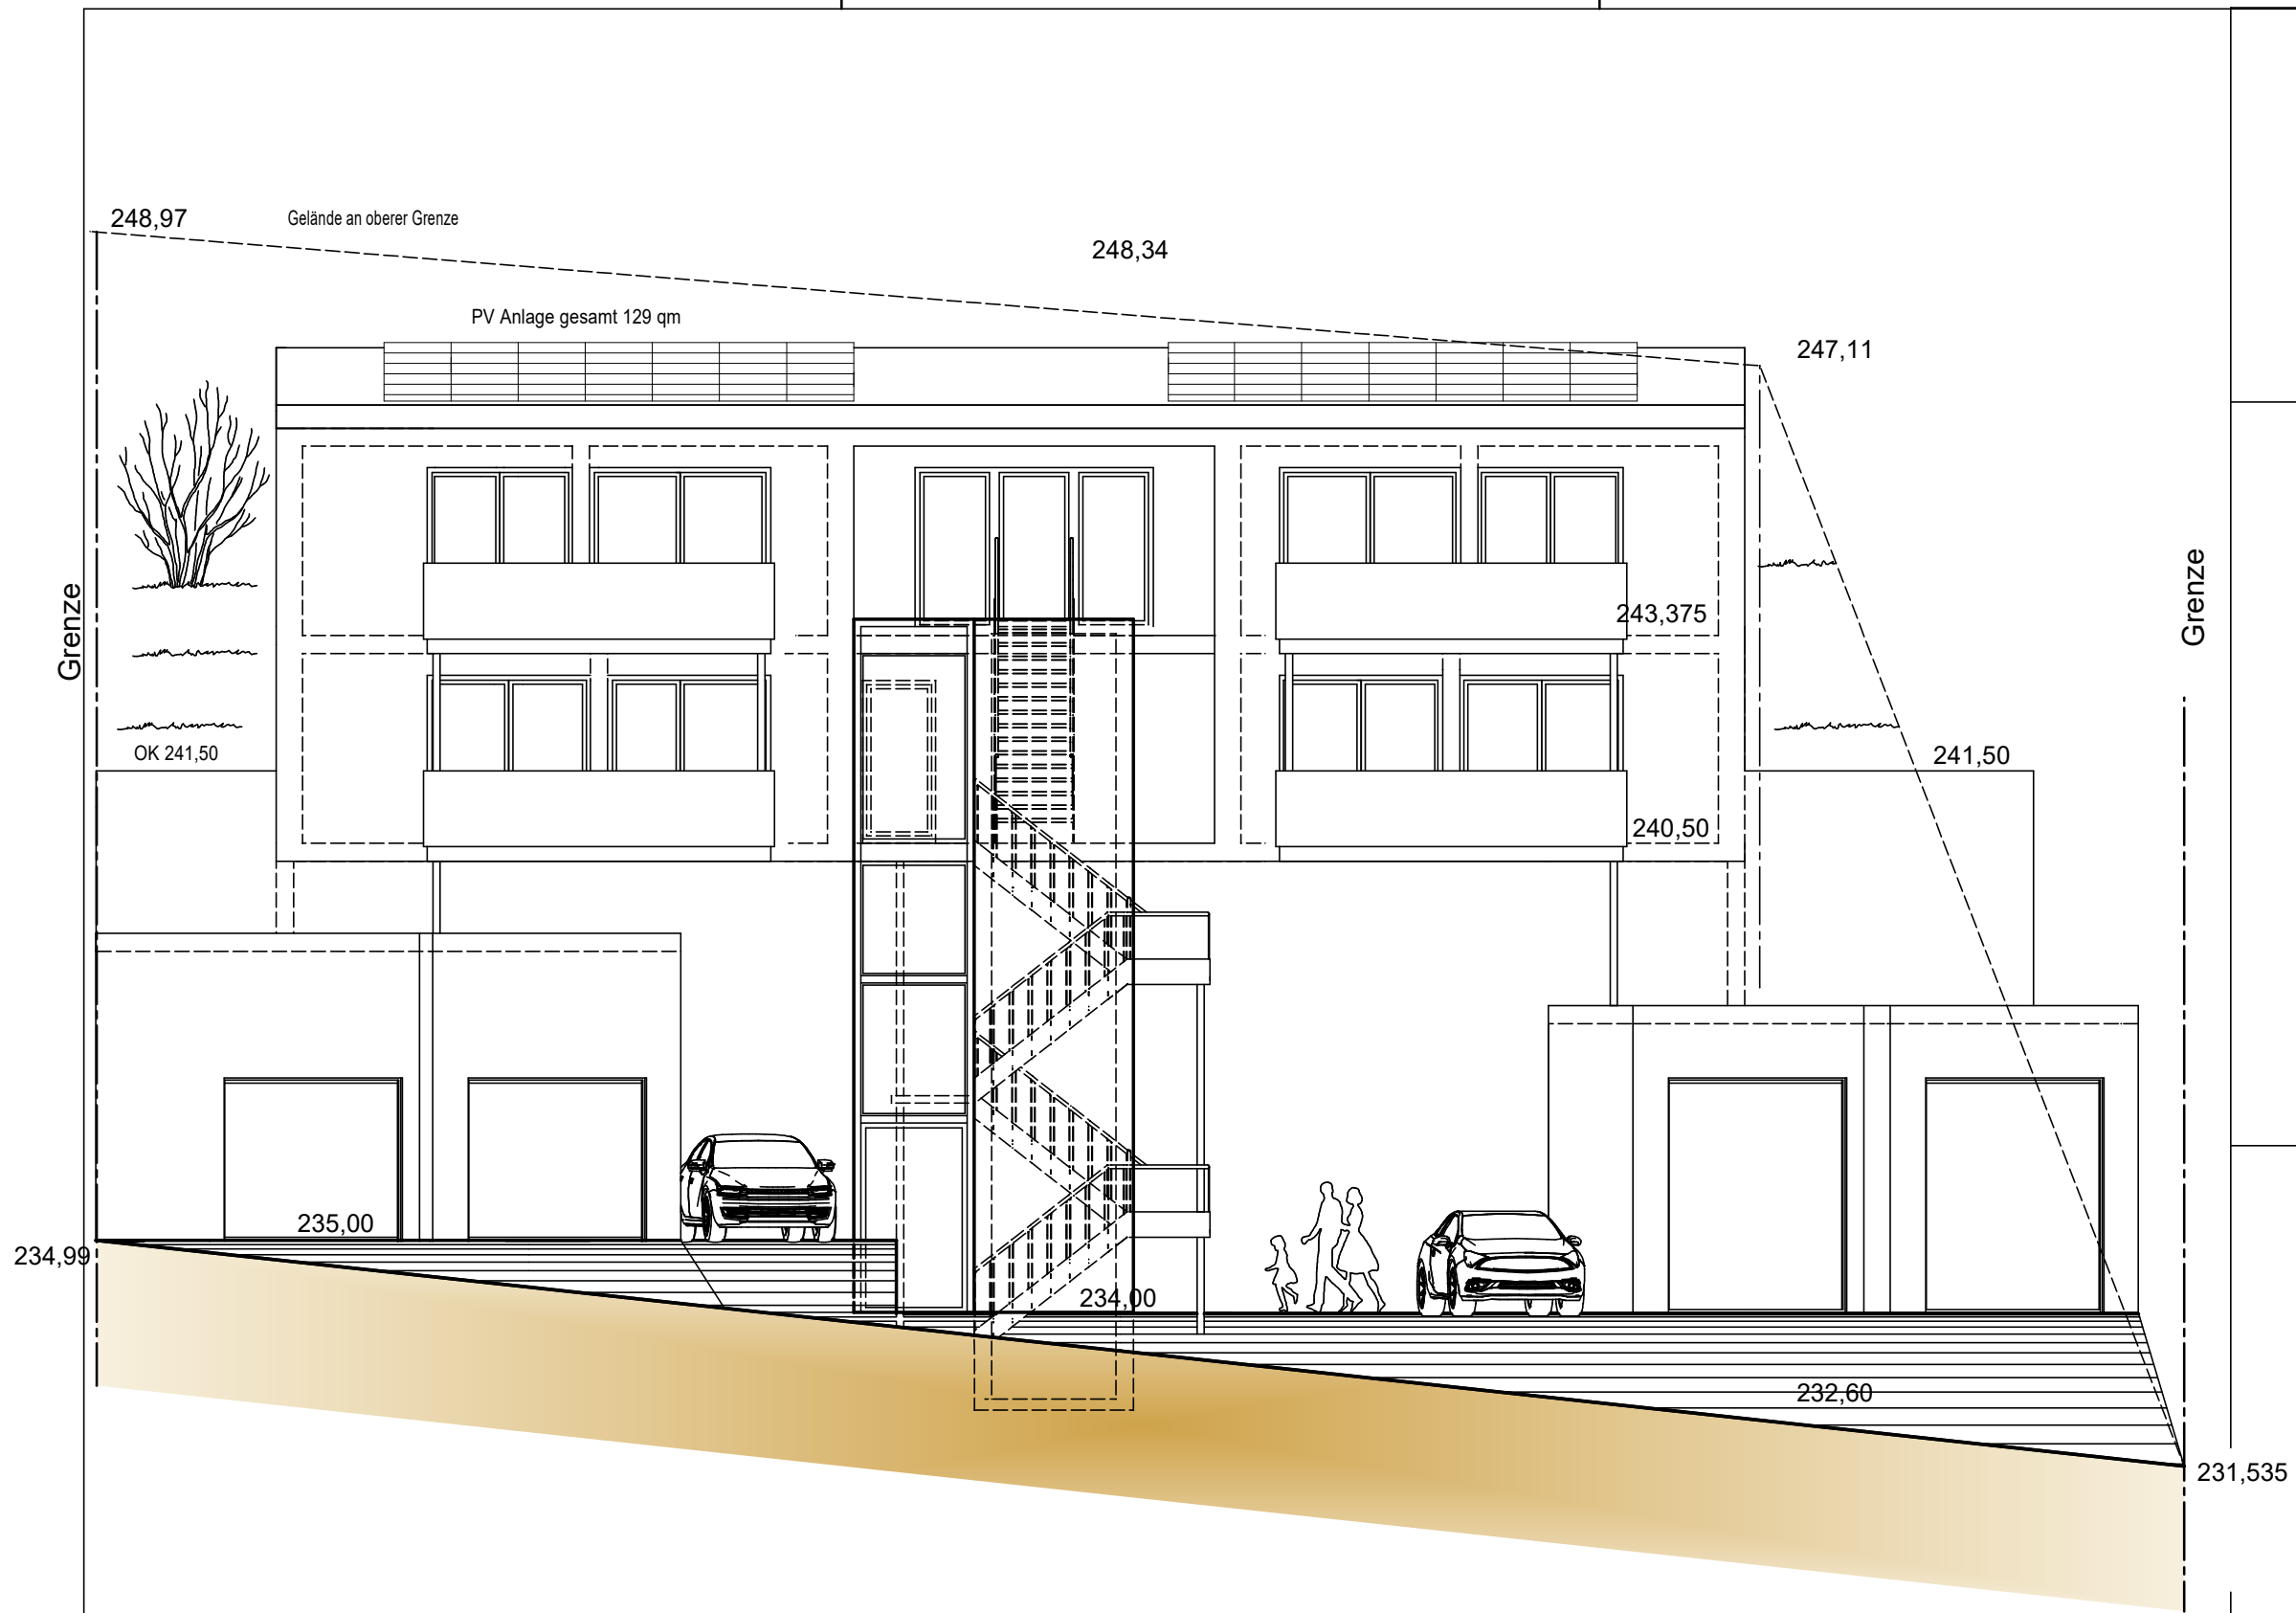 248,97
Gelände an oberer Grenze
248,34
PV Anlage gesamt 129 qm
247,11
Grenze
Grenze
243,375
OK 241,50
241,50
240,50
235,00
234,99
234,00
232,60
231,535